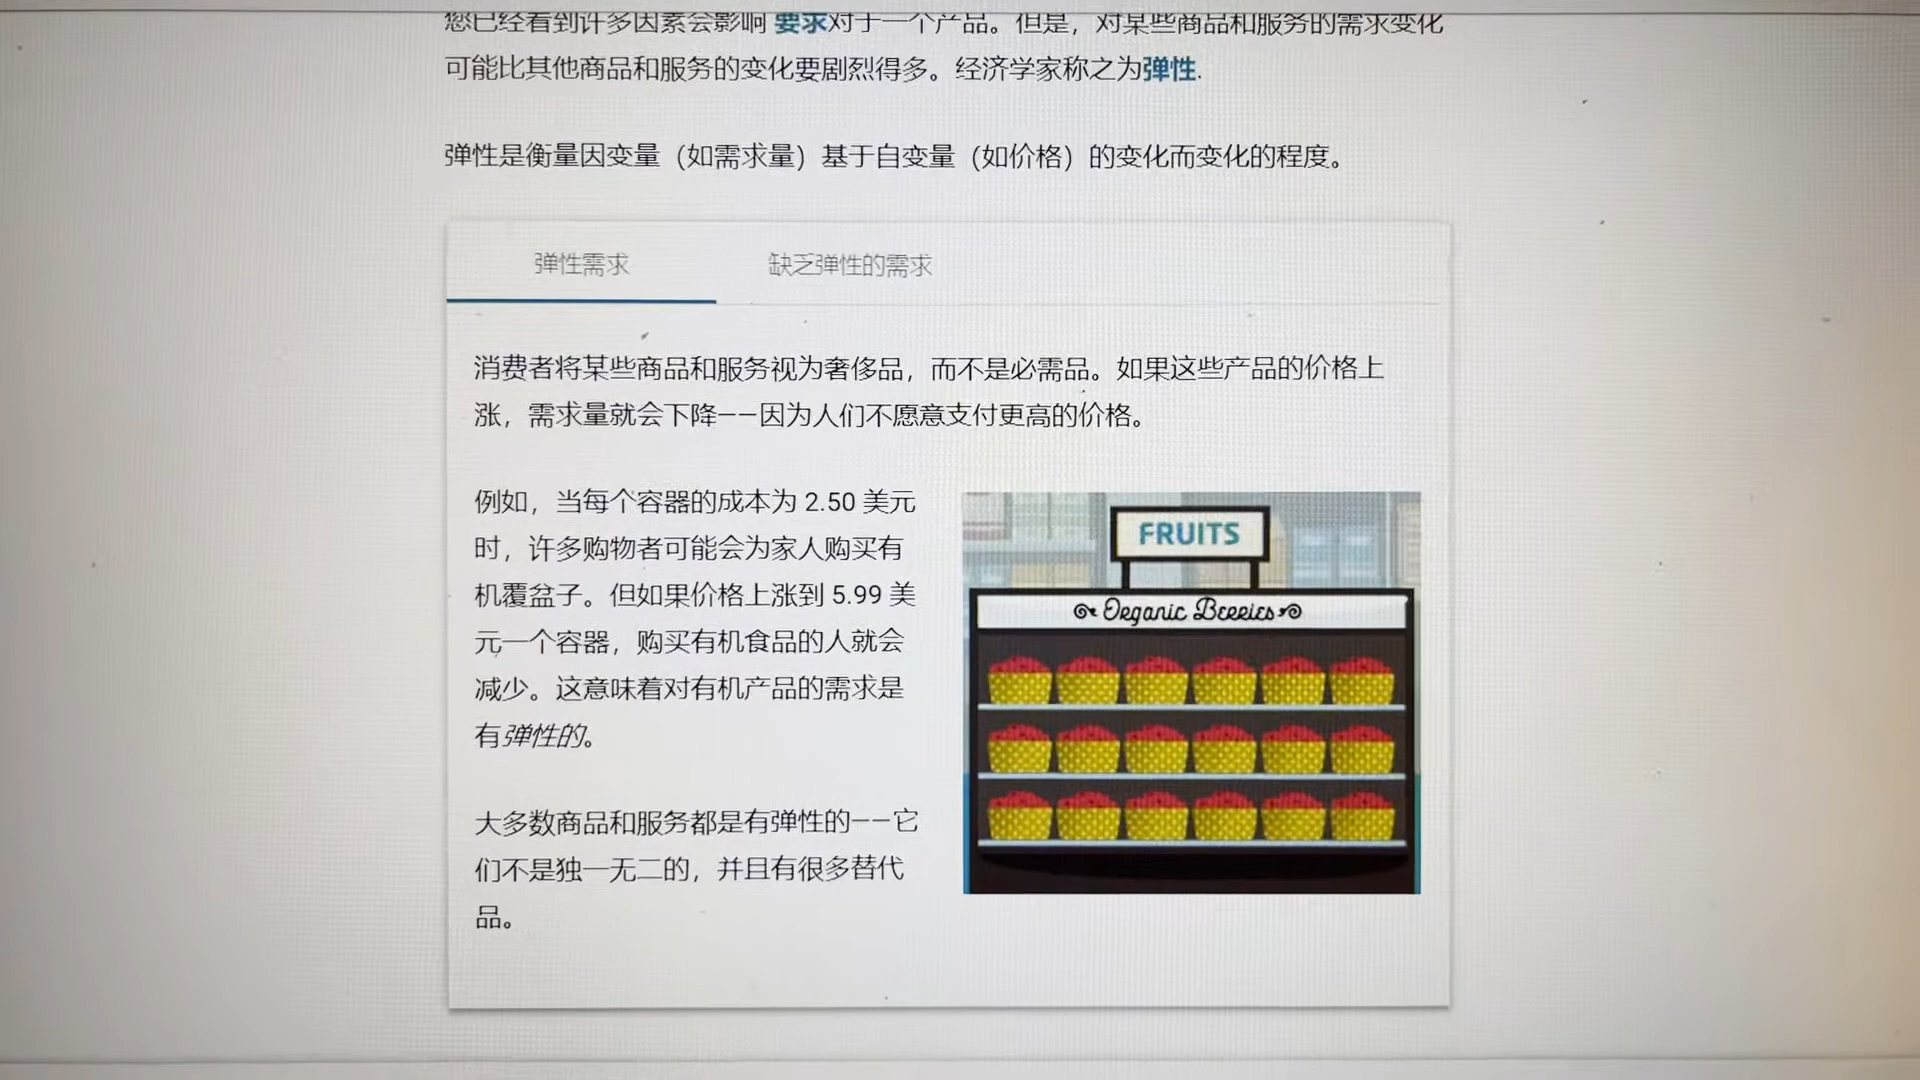 您已经看到许多因素会影响 要求对于一个产品。但是，对某些商品和服务的需求变化
可能比其他商品和服务的变化要剧烈得多。经济学家称之为弹性.
弹性是衡量因变量（如需求量）基于自变量（如价格）的变化而变化的程度。
弹性需求
缺乏弹性的需求
消费者将某些商品和服务视为奢侈品，而不是必需品。如果这些产品的价格上
涨，需求量就会下降——因为人们不愿意支付更高的价格。
例如，当每个容器的成本为 2.50 美元
时，许多购物者可能会为家人购买有
机覆盆子。但如果价格上涨到 5.99 美
元一个容器，购买有机食品的人就会
减少。这意味着对有机产品的需求是
有弹性的。
大多数商品和服务都是有弹性的——它
们不是独一无二的，并且有很多替代
品。
FRUITS
Organic Berries